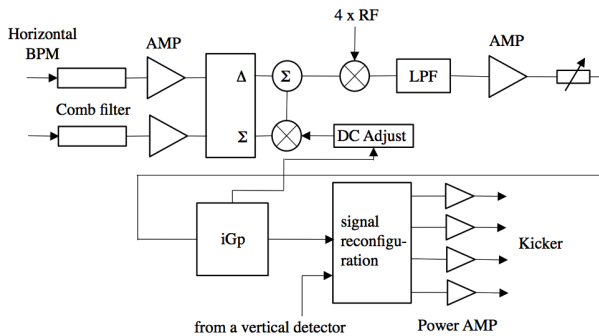 4 x RF
Horizontal
BPM
AMP
AMP
Δ
Σ
LPF
Comb filter
Σ
DC Adjust
iGp
signal
reconfigu-
ration
Kicker
from a vertical detector
Power AMP